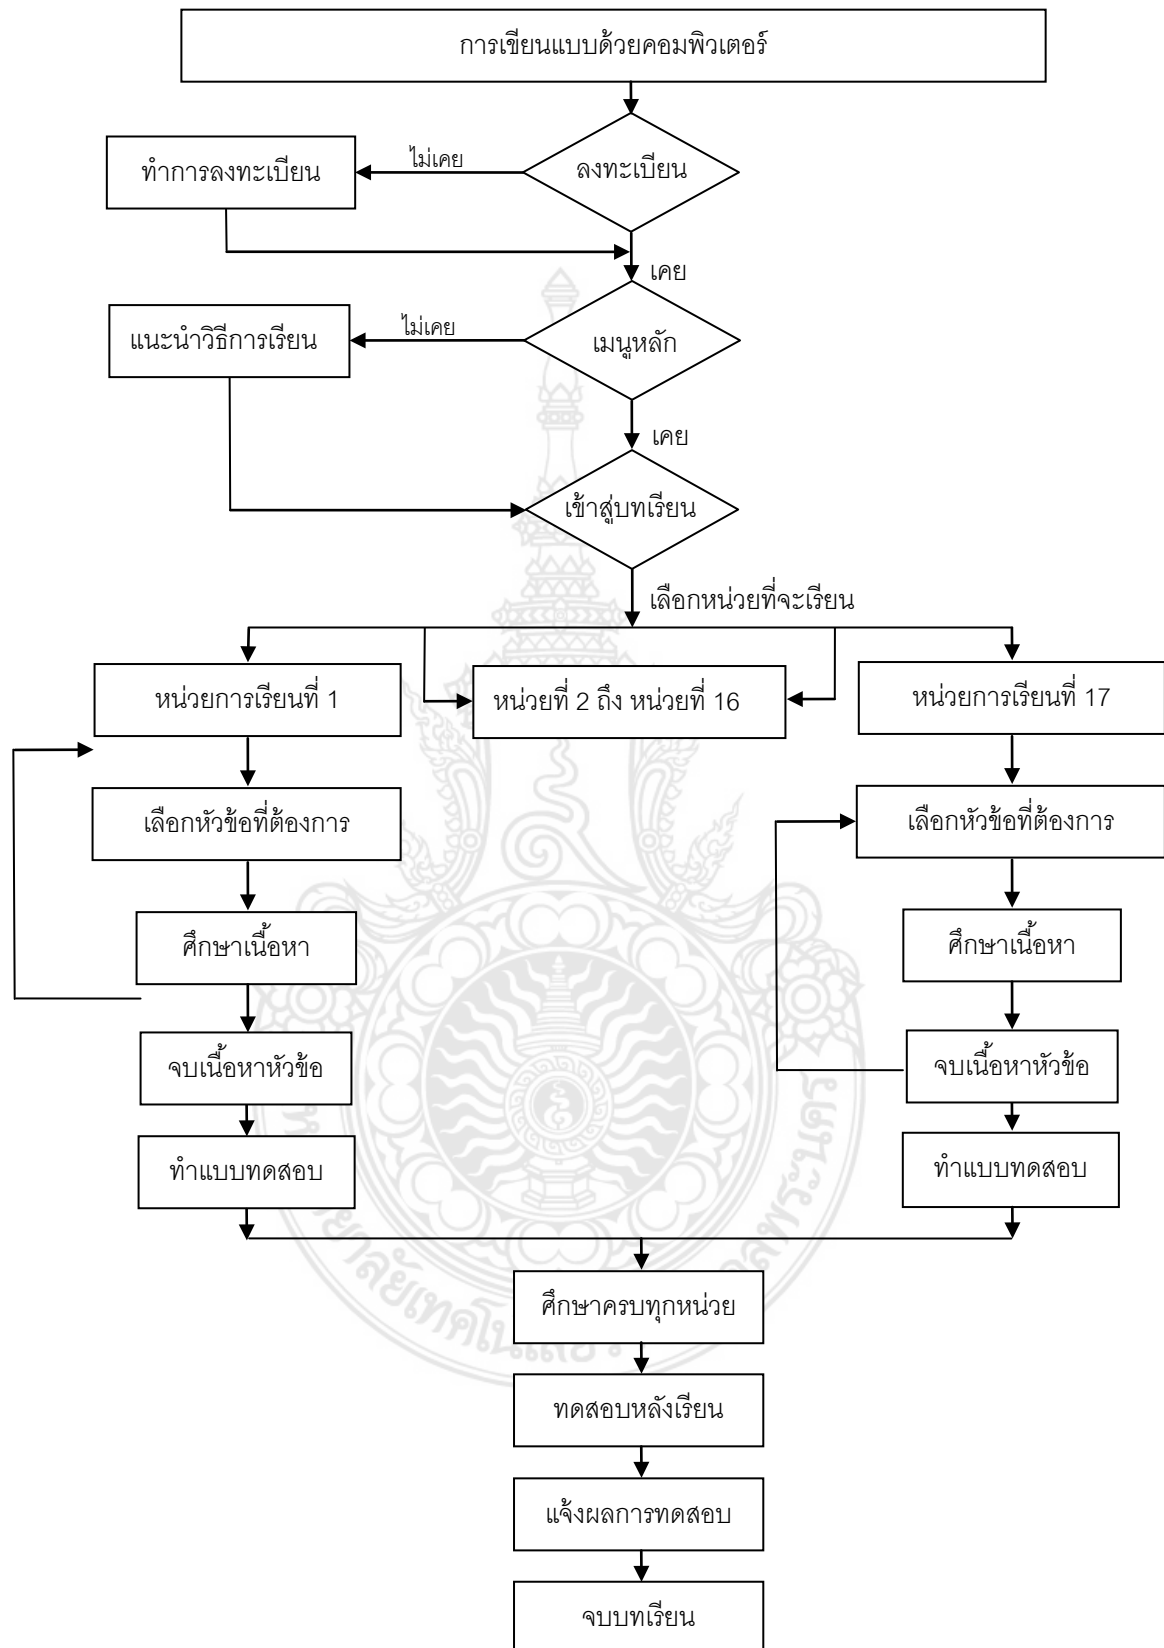 การเขียนแบบด้วยคอมพิวเตอร์
ลงทะเบียน
ไม่เคย
ทำการลงทะเบียน
เคย
เมนูหลัก
ไม่เคย
แนะนำวิธีการเรียน
เคย
เข้าสู่บทเรียน
เลือกหน่วยที่จะเรียน
หน่วยการเรียนที่ 1
หน่วยที่ 2 ถึง หน่วยที่ 16
หน่วยการเรียนที่ 17
เลือกหัวข้อที่ต้องการ
เลือกหัวข้อที่ต้องการ
ศึกษาเนื้อหา
ศึกษาเนื้อหา
จบเนื้อหาหัวข้อ
จบเนื้อหาหัวข้อ
ทำแบบทดสอบ
ทำแบบทดสอบ
ศึกษาครบทุกหน่วย
ทดสอบหลังเรียน
แจ้งผลการทดสอบ
จบบทเรียน